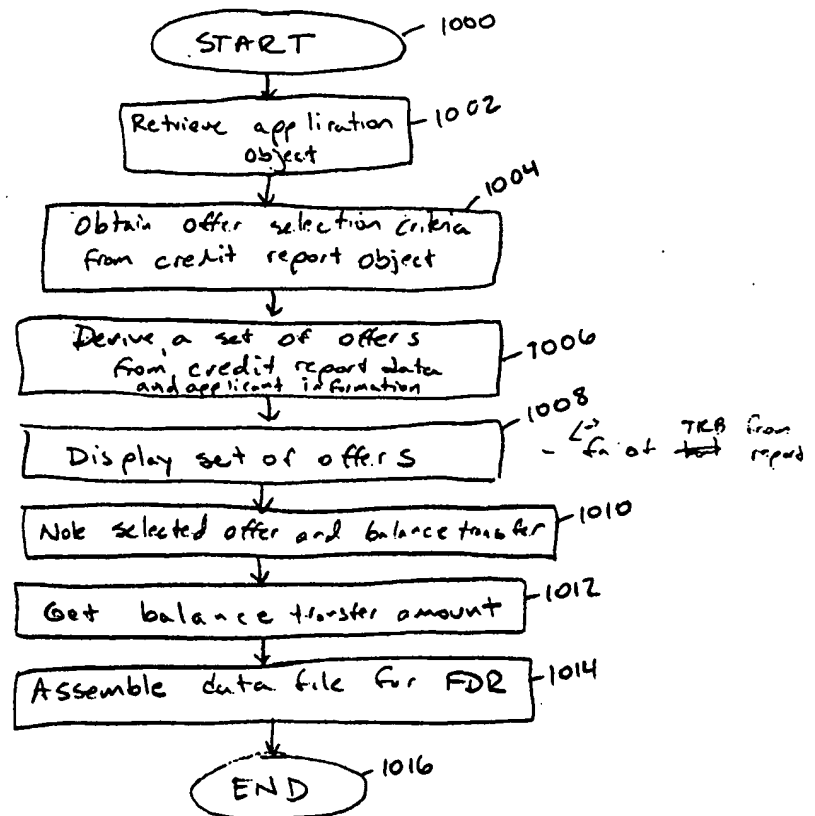 START
1000
Retrieve application
object
1002
1004
Obtain offer selection criteria
from credit report object
Derive a set of offers
from credit report data
and applicant information
1006
1008
Display set of offers
TRB from
of report
Note selected offer and balance transfer
1010
Get balance transfer amount
1012
Assemble data file for FDR
1014
END
1016